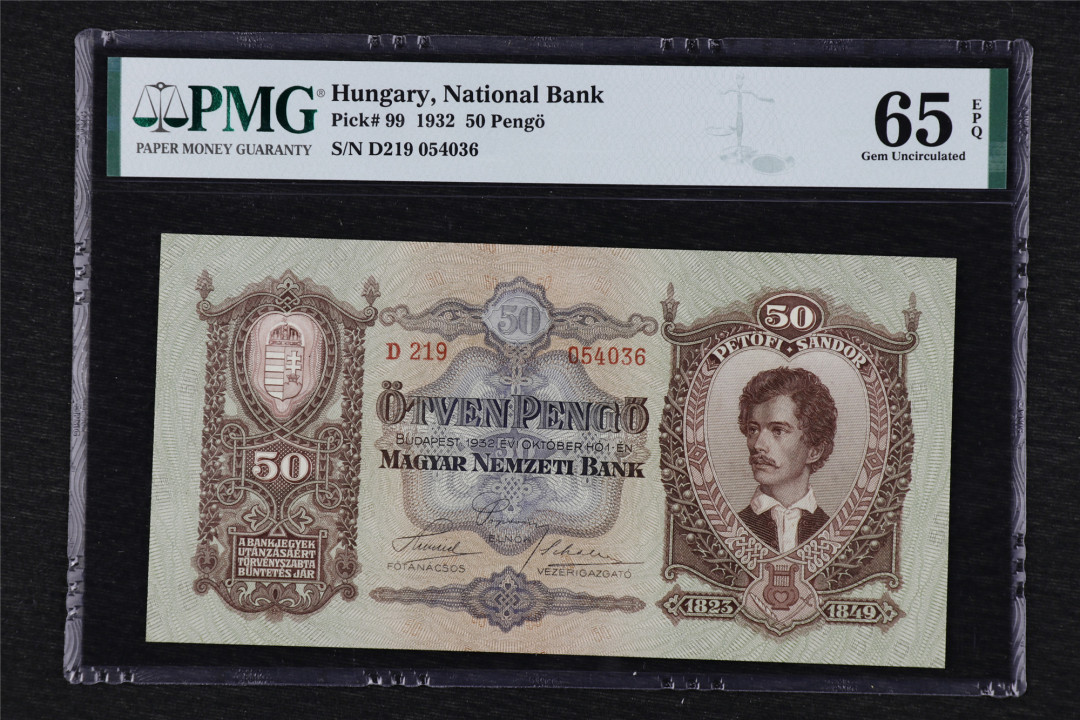 PMG®
PAPER MONEY GUARANTY
Hungary, National Bank
Pick# 99 1932 50 Pengö
S/N D219 054036
65 EPQ
Gem Uncirculated
50
50
PETŐFI · SÁNDOR
D 219 054036
ÖTVEN PENGŐ
BUDAPEST 1932 ÉVI OKTÓBER HÓ 1-ÉN
MAGYAR NEMZETI BANK
50
ELNÖK
FŐTANÁCSOS
VEZÉRIGAZGATÓ
A BANKJEGYEK
UTÁNZÁSÁÉRT
TÖRVÉNYSZABTA
BÜNTETÉS JÁR
1823 1849